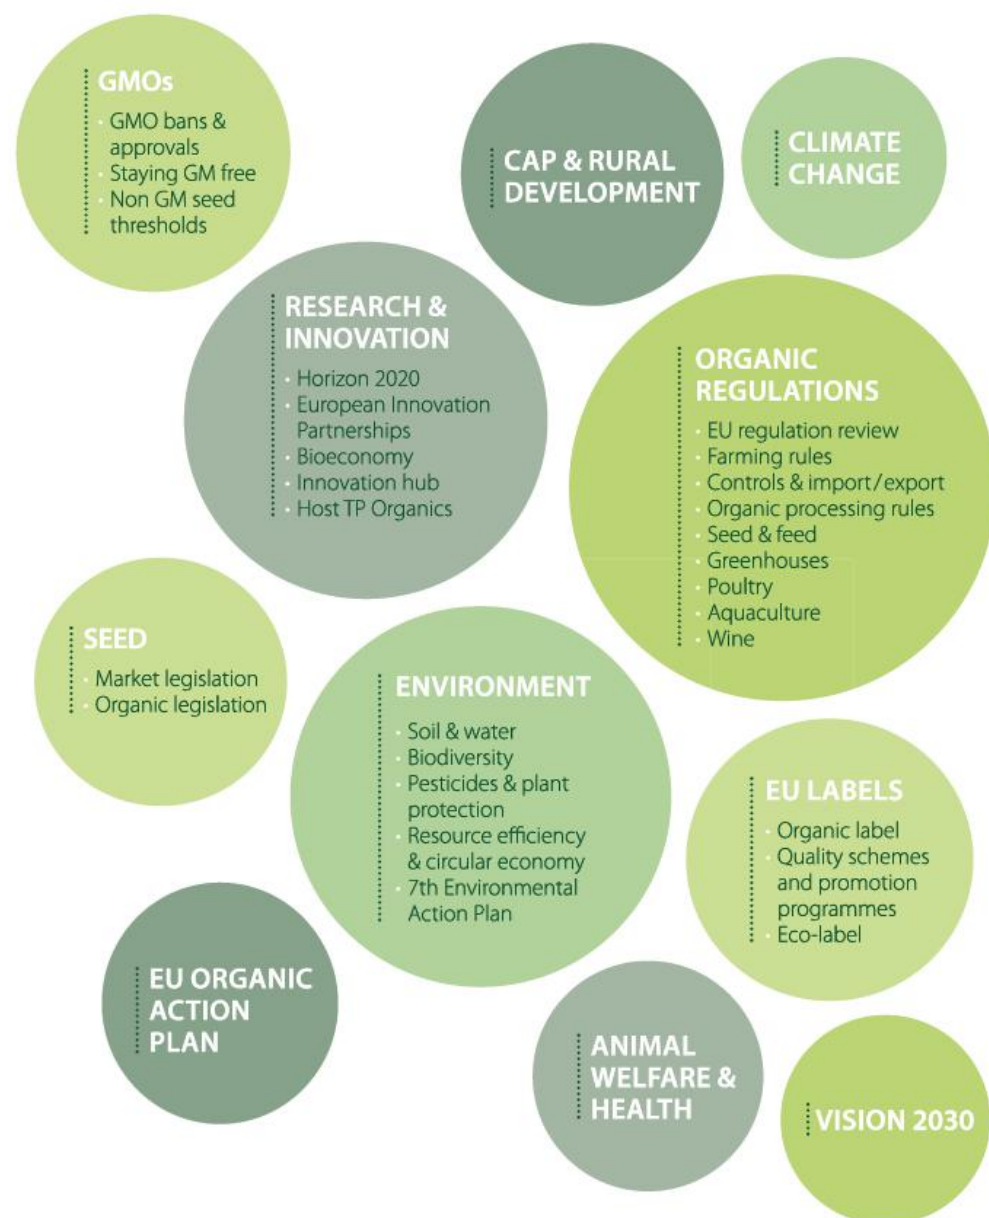 GMOs
· GMO bans &
approvals
· Staying GM free
· Non GM seed
thresholds
CAP & RURAL
DEVELOPMENT
CLIMATE
CHANGE
RESEARCH &
INNOVATION
· Horizon 2020
· European Innovation
Partnerships
· Bioeconomy
· Innovation hub
· Host TP Organics
ORGANIC
REGULATIONS
· EU regulation review
· Farming rules
· Controls & import/export
· Organic processing rules
· Seed & feed
· Greenhouses
· Poultry
· Aquaculture
· Wine
SEED
· Market legislation
· Organic legislation
ENVIRONMENT
· Soil & water
· Biodiversity
· Pesticides & plant
protection
· Resource efficiency
& circular economy
· 7th Environmental
Action Plan
EU LABELS
· Organic label
· Quality schemes
and promotion
programmes
· Eco-label
EU ORGANIC
ACTION
PLAN
ANIMAL
WELFARE &
HEALTH
VISION 2030